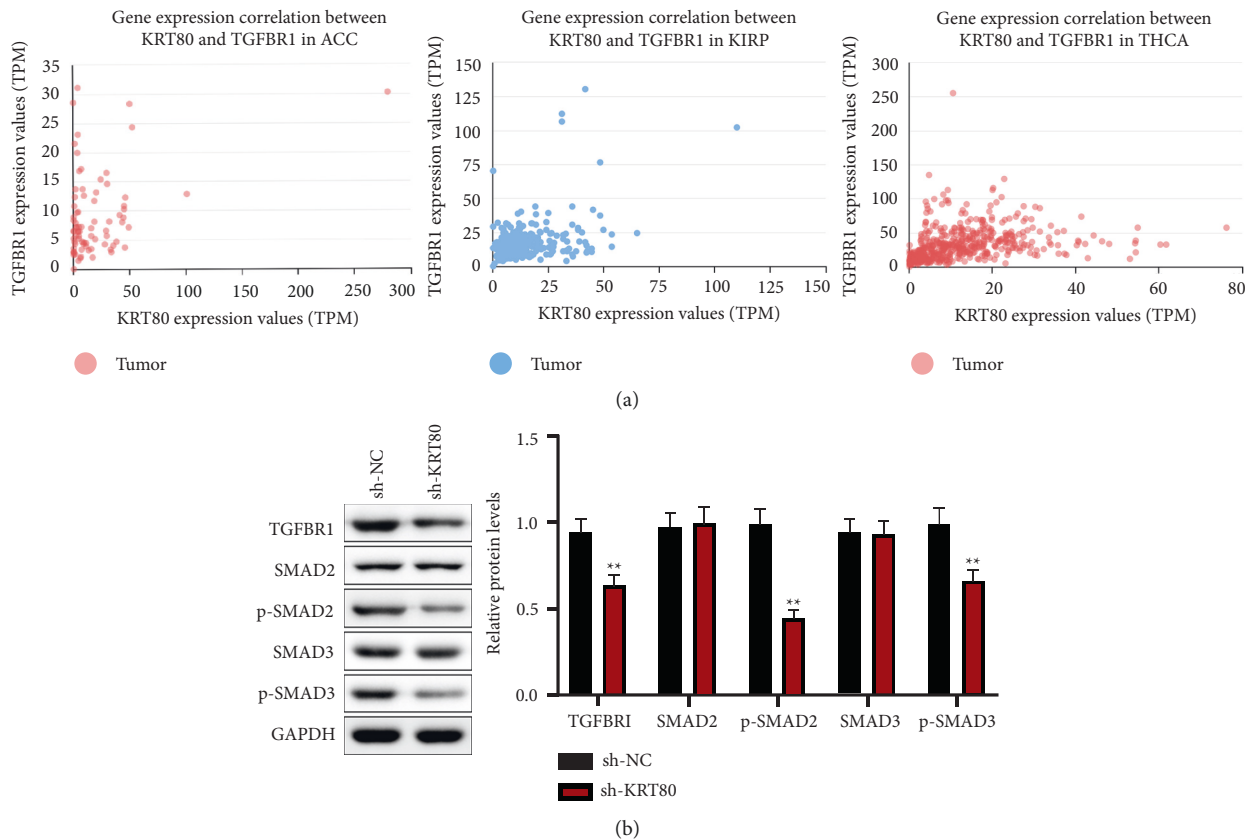 Gene expression correlation between
KRT80 and TGFBR1 in ACC
TGFBR1 expression values (TPM)
35
30
25
20
15
10
5
0
0
50
100
150
200
250
300
KRT80 expression values (TPM)
Tumor
Gene expression correlation between
KRT80 and TGFBR1 in KIRP
TGFBR1 expression values (TPM)
150
125
100
75
50
25
0
0
25
50
75
100
125
150
KRT80 expression values (TPM)
Tumor
Gene expression correlation between
KRT80 and TGFBR1 in THCA
TGFBR1 expression values (TPM)
300
250
200
150
100
50
0
0
20
40
60
80
KRT80 expression values (TPM)
Tumor
(a)
sh-NC
sh-KRT80
TGFBR1
SMAD2
p-SMAD2
SMAD3
p-SMAD3
GAPDH
Relative protein levels
1.5
1.0
0.5
0.0
**
**
**
TGFBRI
SMAD2
p-SMAD2
SMAD3
p-SMAD3
sh-NC
sh-KRT80
(b)